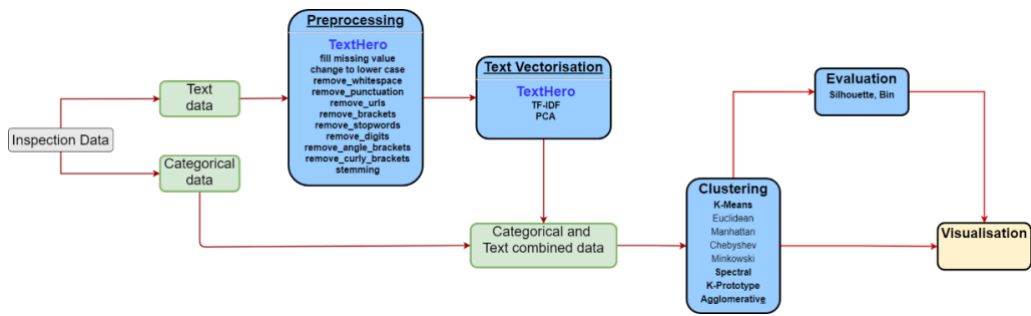 Inspection Data
Text
data
Categorical
data
Preprocessing
TextHero
fill missing value
change to lower case
remove_whitespace
remove_punctuation
remove_urls
remove_brackets
remove_stopwords
remove_digits
remove_angle_brackets
remove_curly_brackets
stemming
Text Vectorisation
TextHero
TF-IDF
PCA
Categorical and
Text combined data
Clustering
K-Means
Euclidean
Manhattan
Chebyshev
Minkowski
Spectral
K-Prototype
Agglomerative
Evaluation
Silhouette, Bin
Visualisation